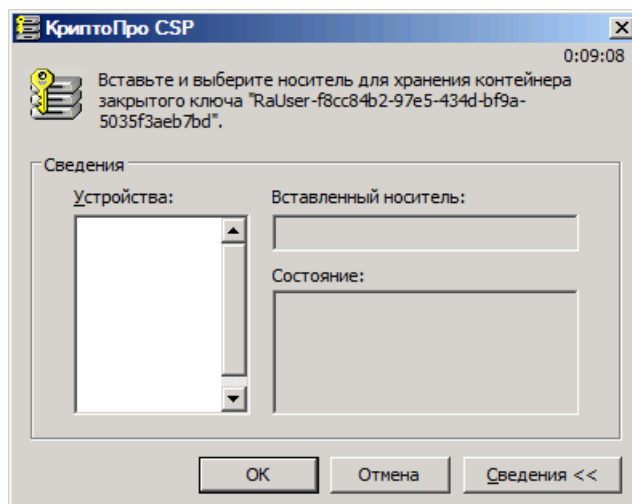 КриптоПро CSP
0:09:08
Вставьте и выберите носитель для хранения контейнера
закрытого ключа "RaUser-f8cc84b2-97e5-434d-bf9a-
5035f3aeb7bd".
Сведения
Устройства:
Вставленный носитель:
Состояние:
ОК
Отмена
Сведения <<